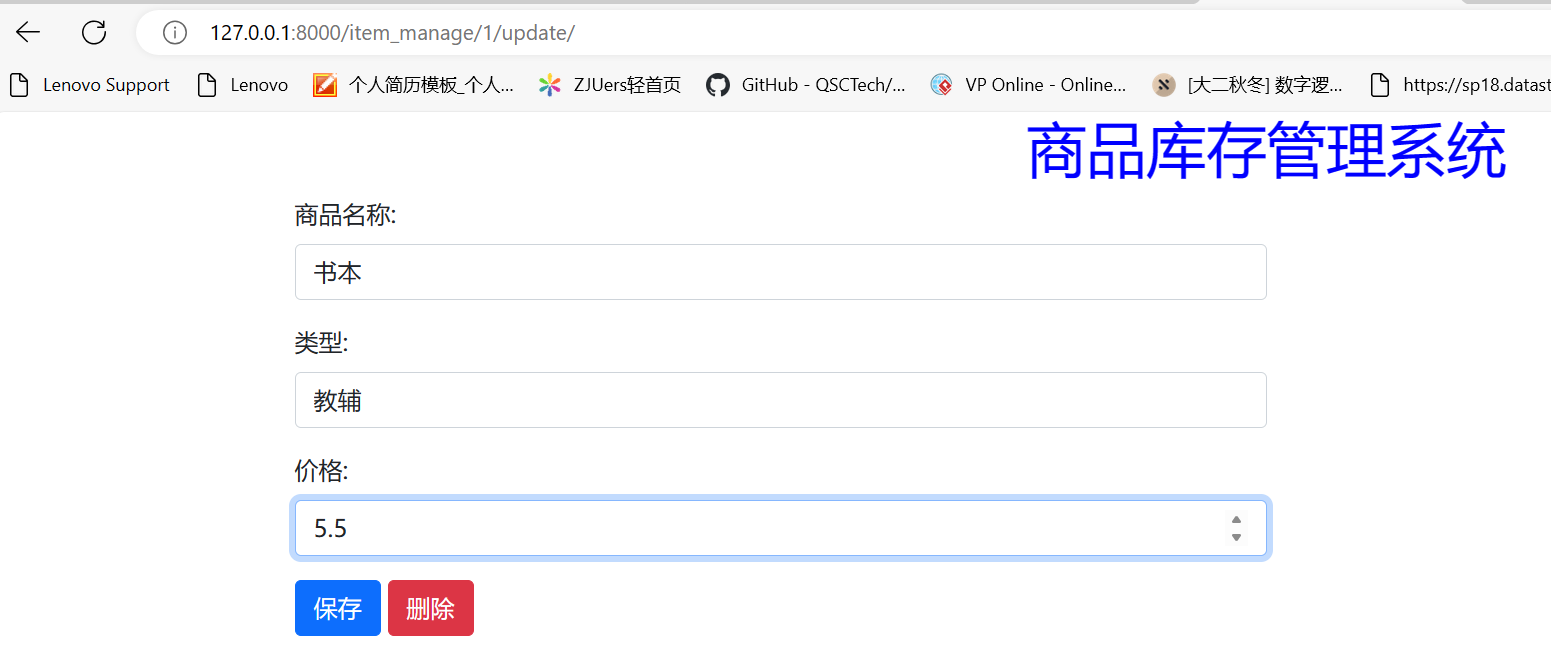 127.0.0.1:8000/item_manage/1/update/
Lenovo Support Lenovo 个人简历模板_个人... ZJUers轻首页 GitHub - QSCTech/... VP Online - Online... [大二秋冬] 数字逻... https://sp18.datast
商品库存管理系统
商品名称:
书本
类型:
教辅
价格:
5.5
保存 删除